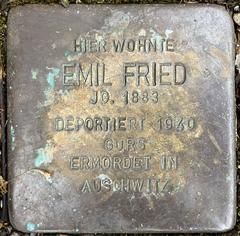 HIER WOHNTE
EMIL FRIED
JG. 1883
DEPORTIERT 1940
GURS
ERMORDET IN
AUSCHWITZ